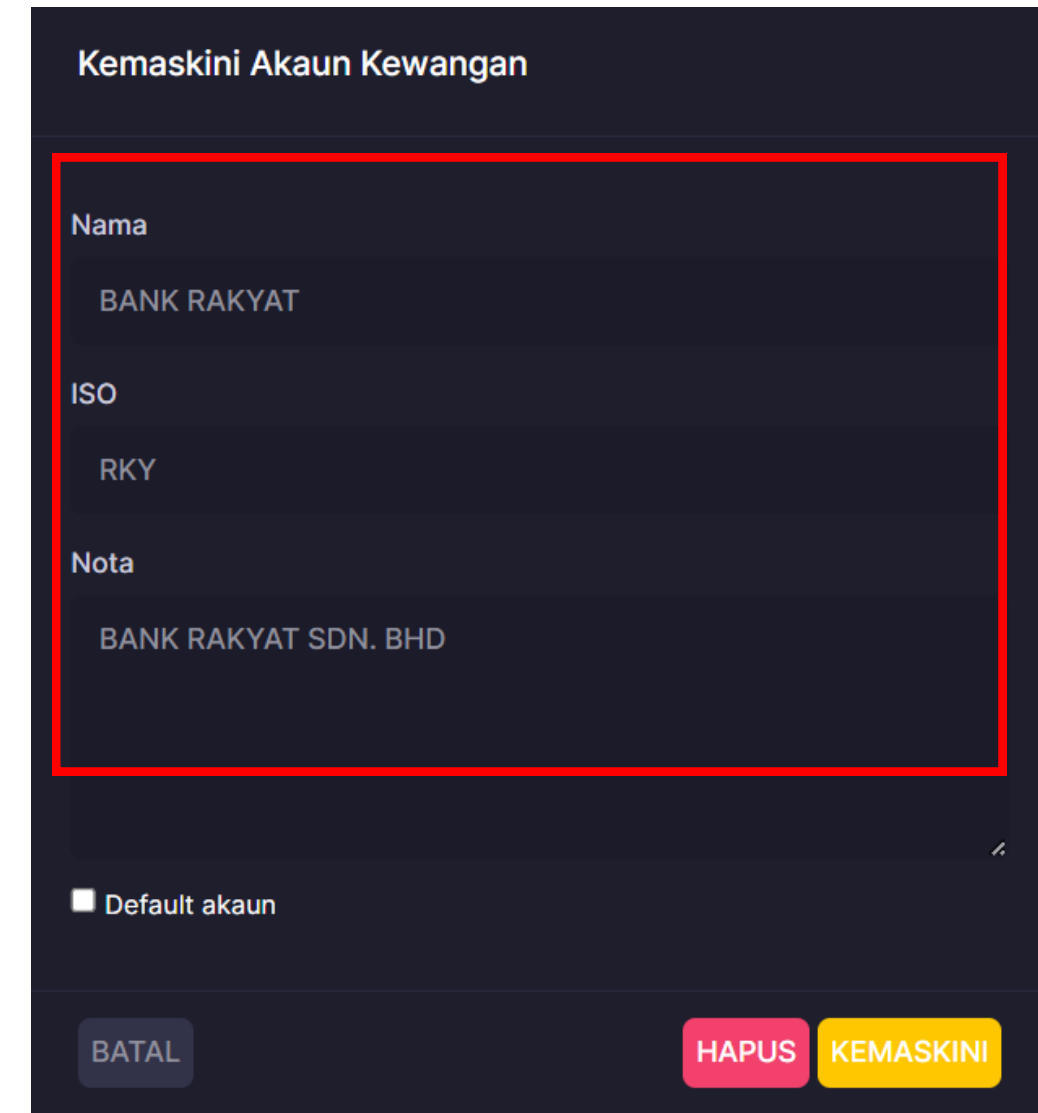 Kemaskini Akaun Kewangan
Nama
BANK RAKYAT
ISO
RKY
Nota
BANK RAKYAT SDN. BHD
Default akaun
BATAL HAPUS KEMASKINI